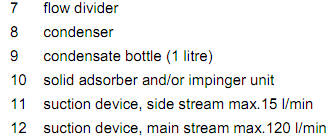 7 flow divider
8 condenser
9 condensate bottle (1 litre)
10 solid adsorber and/or impinger unit
11 suction device, side stream max.15 l/min
12 suction device, main stream max.120 l/min